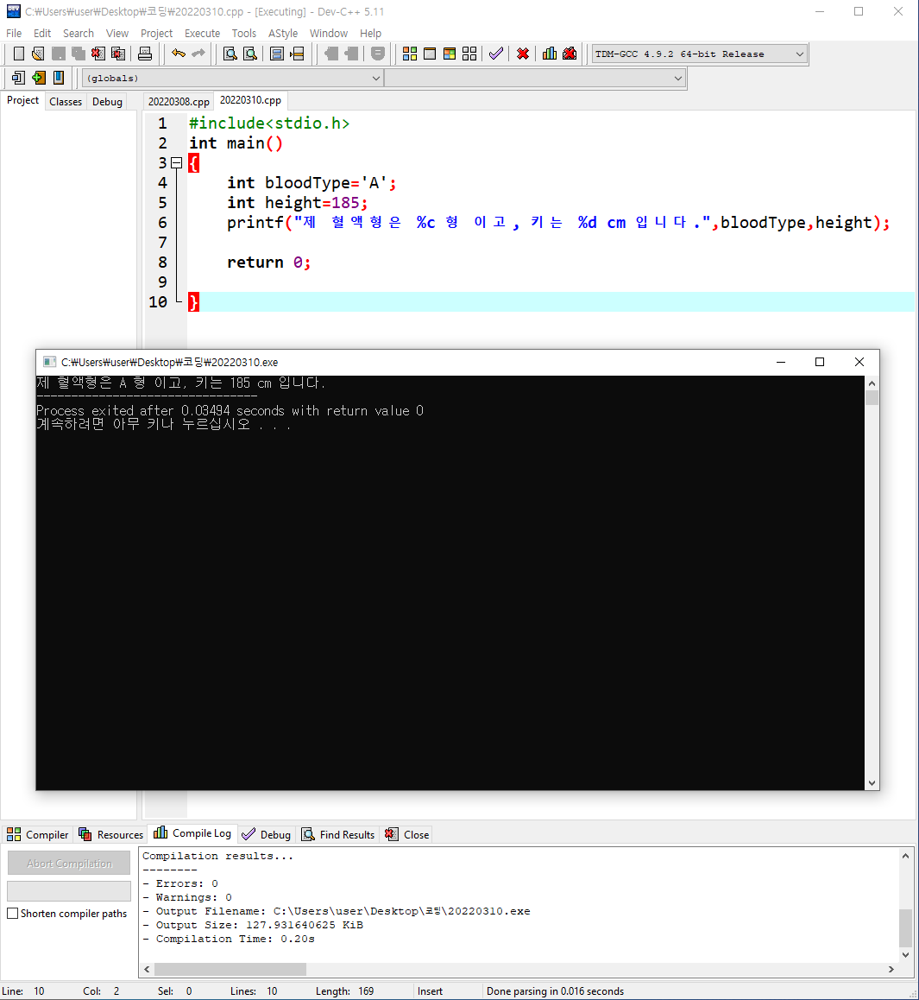 C:₩Users₩user₩Desktop₩코딩₩20220310.cpp - [Executing] - Dev-C++ 5.11
File Edit Search View Project Execute Tools AStyle Window Help
TDM-GCC 4.9.2 64-bit Release
(globals)
Project Classes Debug 20220308.cpp 20220310.cpp
1 #include<stdio.h>
2 int main()
3 {
4 int bloodType='A';
5 int height=185;
6 printf("제 혈액형은 %c 형 이고, 키는 %d cm 입니다.",bloodType,height);
7
8 return 0;
9
10 }
C:₩Users₩user₩Desktop₩코딩₩20220310.exe
제 혈액형은 A 형 이고, 키는 185 cm 입니다.
--------------------------------
Process exited after 0.03494 seconds with return value 0
계속하려면 아무 키나 누르십시오 . . .
Compiler Resources Compile Log Debug Find Results Close
Abort Compilation
Shorten compiler paths
Compilation results...
--------
- Errors: 0
- Warnings: 0
- Output Filename: C:\Users\user\Desktop\코딩\20220310.exe
- Output Size: 127.931640625 KiB
- Compilation Time: 0.20s
Line: 10 Col: 2 Sel: 0 Lines: 10 Length: 169 Insert Done parsing in 0.016 seconds